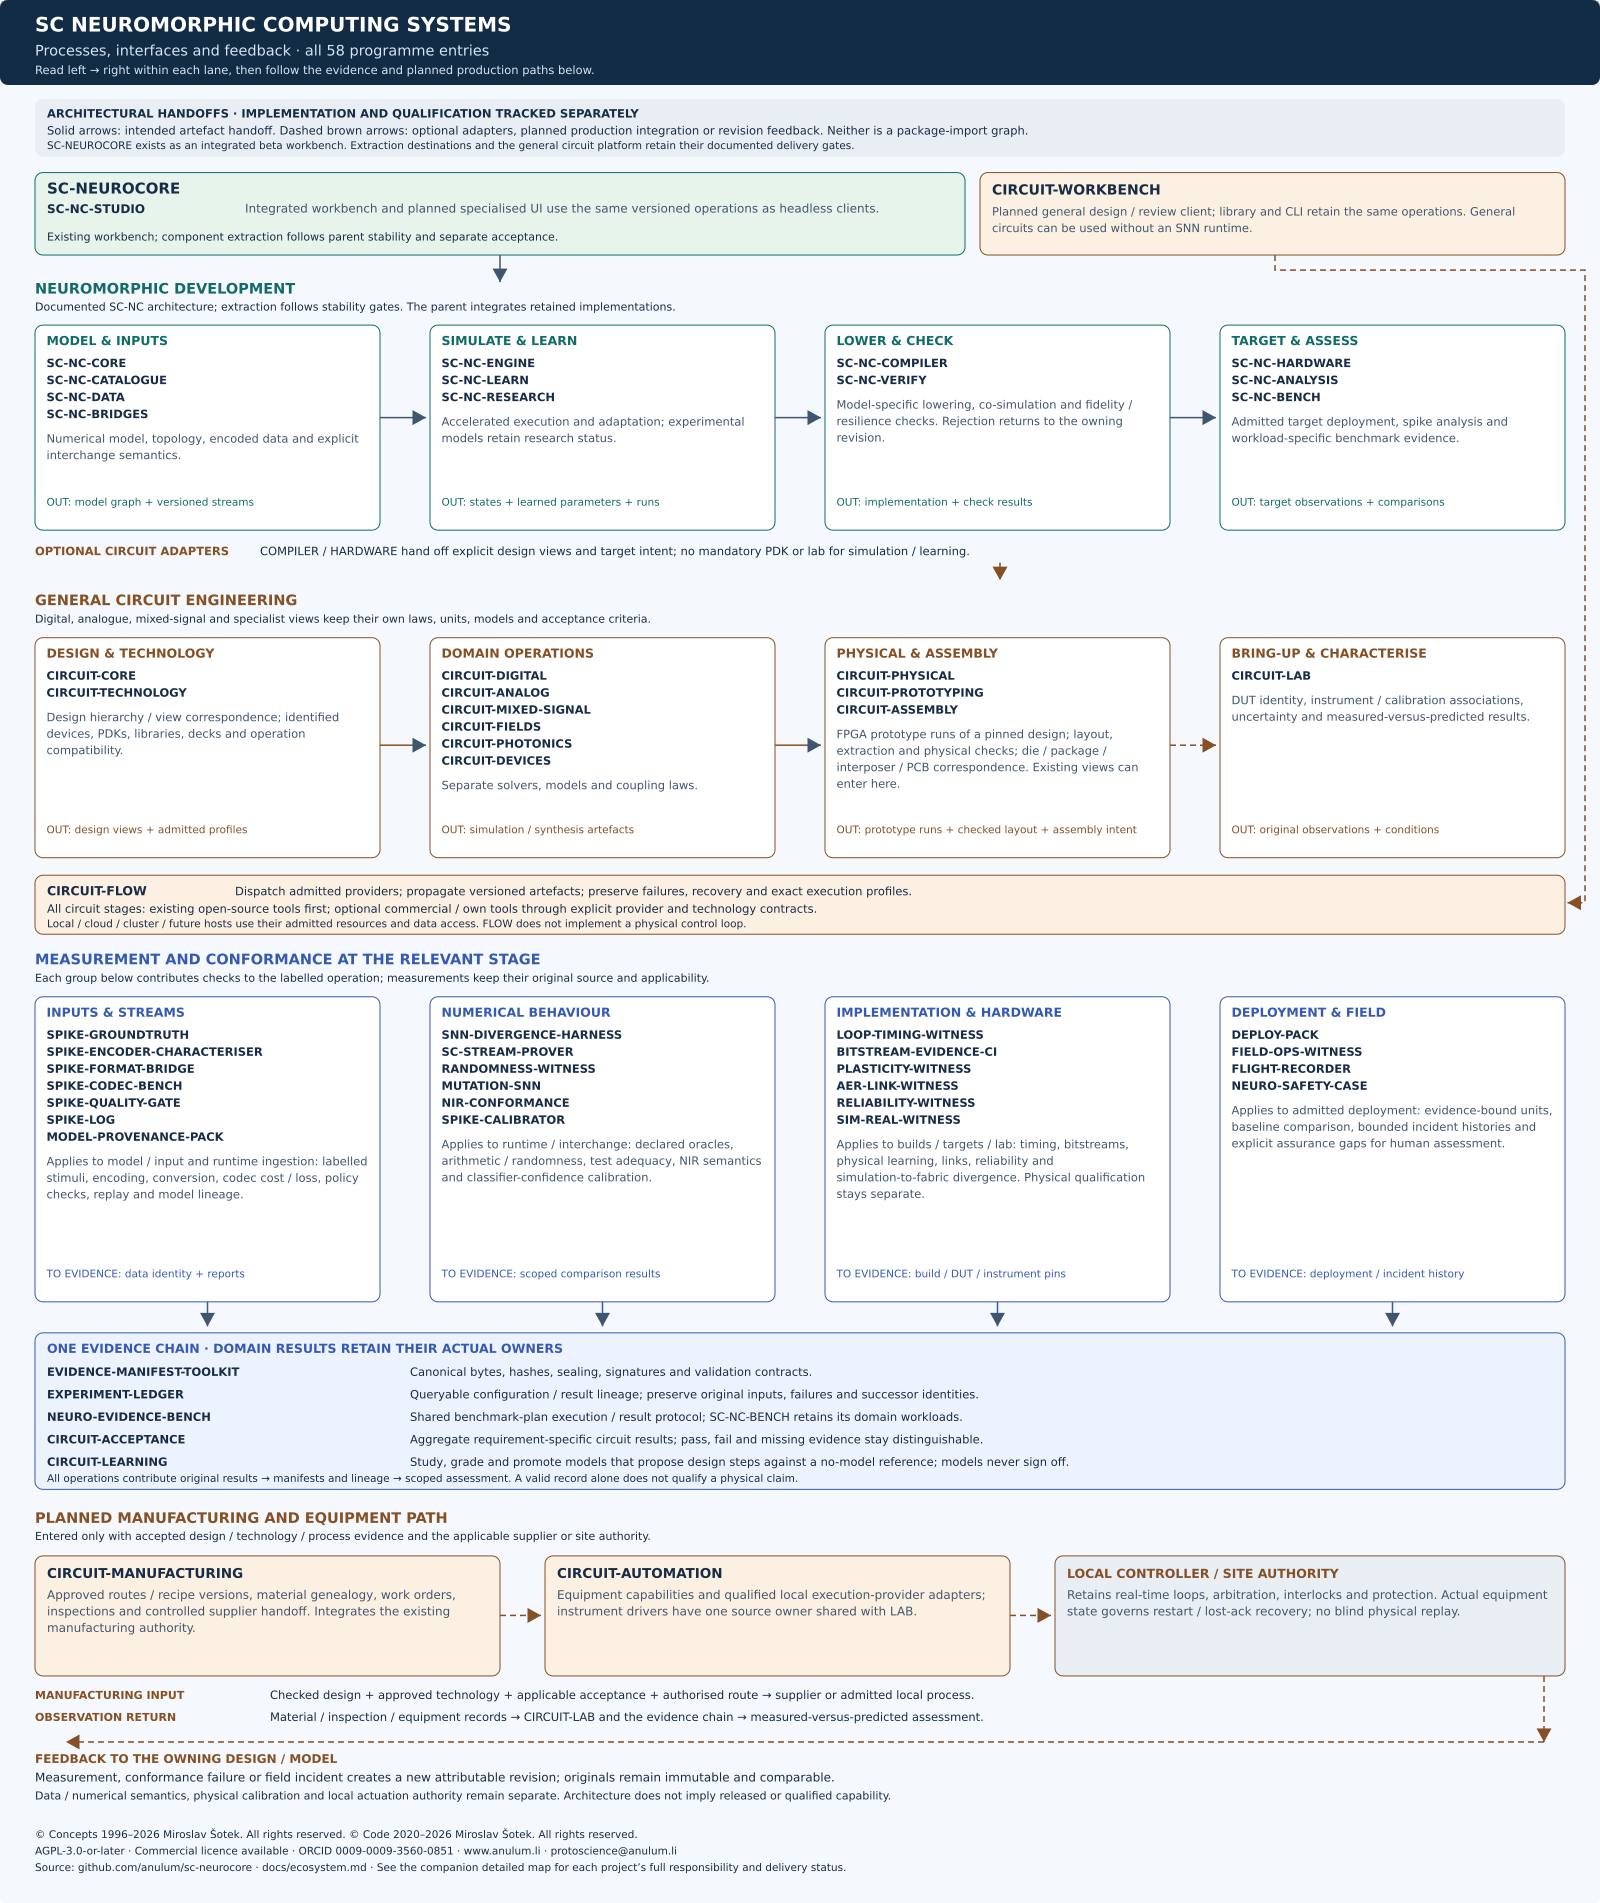 SC NEUROMORPHIC COMPUTING SYSTEMS
Processes, interfaces and feedback · all 58 programme entries
Read left → right within each lane, then follow the evidence and planned production paths below.
ARCHITECTURAL HANDOFFS · IMPLEMENTATION AND QUALIFICATION TRACKED SEPARATELY
Solid arrows: intended artefact handoff. Dashed brown arrows: optional adapters, planned production integration or revision feedback. Neither is a package-import graph.
SC-NEUROCORE exists as an integrated beta workbench. Extraction destinations and the general circuit platform retain their documented delivery gates.
SC-NEUROCORE
SC-NC-STUDIO Integrated workbench and planned specialised UI use the same versioned operations as headless clients.
Existing workbench; component extraction follows parent stability and separate acceptance.
CIRCUIT-WORKBENCH
Planned general design / review client; library and CLI retain the same operations. General
circuits can be used without an SNN runtime.
NEUROMORPHIC DEVELOPMENT
Documented SC-NC architecture; extraction follows stability gates. The parent integrates retained implementations.
MODEL & INPUTS
SC-NC-CORE
SC-NC-CATALOGUE
SC-NC-DATA
SC-NC-BRIDGES
Numerical model, topology, encoded data and explicit
interchange semantics.
OUT: model graph + versioned streams
SIMULATE & LEARN
SC-NC-ENGINE
SC-NC-LEARN
SC-NC-RESEARCH
Accelerated execution and adaptation; experimental
models retain research status.
OUT: states + learned parameters + runs
LOWER & CHECK
SC-NC-COMPILER
SC-NC-VERIFY
Model-specific lowering, co-simulation and fidelity /
resilience checks. Rejection returns to the owning
revision.
OUT: implementation + check results
TARGET & ASSESS
SC-NC-HARDWARE
SC-NC-ANALYSIS
SC-NC-BENCH
Admitted target deployment, spike analysis and
workload-specific benchmark evidence.
OUT: target observations + comparisons
OPTIONAL CIRCUIT ADAPTERS COMPILER / HARDWARE hand off explicit design views and target intent; no mandatory PDK or lab for simulation / learning.
GENERAL CIRCUIT ENGINEERING
Digital, analogue, mixed-signal and specialist views keep their own laws, units, models and acceptance criteria.
DESIGN & TECHNOLOGY
CIRCUIT-CORE
CIRCUIT-TECHNOLOGY
Design hierarchy / view correspondence; identified
devices, PDKs, libraries, decks and operation
compatibility.
OUT: design views + admitted profiles
DOMAIN OPERATIONS
CIRCUIT-DIGITAL
CIRCUIT-ANALOG
CIRCUIT-MIXED-SIGNAL
CIRCUIT-FIELDS
CIRCUIT-PHOTONICS
CIRCUIT-DEVICES
Separate solvers, models and coupling laws.
OUT: simulation / synthesis artefacts
PHYSICAL & ASSEMBLY
CIRCUIT-PHYSICAL
CIRCUIT-PROTOTYPING
CIRCUIT-ASSEMBLY
FPGA prototype runs of a pinned design; layout,
extraction and physical checks; die / package /
interposer / PCB correspondence. Existing views can
enter here.
OUT: prototype runs + checked layout + assembly intent
BRING-UP & CHARACTERISE
CIRCUIT-LAB
DUT identity, instrument / calibration associations,
uncertainty and measured-versus-predicted results.
OUT: original observations + conditions
CIRCUIT-FLOW Dispatch admitted providers; propagate versioned artefacts; preserve failures, recovery and exact execution profiles.
All circuit stages: existing open-source tools first; optional commercial / own tools through explicit provider and technology contracts.
Local / cloud / cluster / future hosts use their admitted resources and data access. FLOW does not implement a physical control loop.
MEASUREMENT AND CONFORMANCE AT THE RELEVANT STAGE
Each group below contributes checks to the labelled operation; measurements keep their original source and applicability.
INPUTS & STREAMS
SPIKE-GROUNDTRUTH
SPIKE-ENCODER-CHARACTERISER
SPIKE-FORMAT-BRIDGE
SPIKE-CODEC-BENCH
SPIKE-QUALITY-GATE
SPIKE-LOG
MODEL-PROVENANCE-PACK
Applies to model / input and runtime ingestion: labelled
stimuli, encoding, conversion, codec cost / loss, policy
checks, replay and model lineage.
TO EVIDENCE: data identity + reports
NUMERICAL BEHAVIOUR
SNN-DIVERGENCE-HARNESS
SC-STREAM-PROVER
RANDOMNESS-WITNESS
MUTATION-SNN
NIR-CONFORMANCE
SPIKE-CALIBRATOR
Applies to runtime / interchange: declared oracles,
arithmetic / randomness, test adequacy, NIR semantics
and classifier-confidence calibration.
TO EVIDENCE: scoped comparison results
IMPLEMENTATION & HARDWARE
LOOP-TIMING-WITNESS
BITSTREAM-EVIDENCE-CI
PLASTICITY-WITNESS
AER-LINK-WITNESS
RELIABILITY-WITNESS
SIM-REAL-WITNESS
Applies to builds / targets / lab: timing, bitstreams,
physical learning, links, reliability and
simulation-to-fabric divergence. Physical qualification
stays separate.
TO EVIDENCE: build / DUT / instrument pins
DEPLOYMENT & FIELD
DEPLOY-PACK
FIELD-OPS-WITNESS
FLIGHT-RECORDER
NEURO-SAFETY-CASE
Applies to admitted deployment: evidence-bound units,
baseline comparison, bounded incident histories and
explicit assurance gaps for human assessment.
TO EVIDENCE: deployment / incident history
ONE EVIDENCE CHAIN · DOMAIN RESULTS RETAIN THEIR ACTUAL OWNERS
EVIDENCE-MANIFEST-TOOLKIT Canonical bytes, hashes, sealing, signatures and validation contracts.
EXPERIMENT-LEDGER Queryable configuration / result lineage; preserve original inputs, failures and successor identities.
NEURO-EVIDENCE-BENCH Shared benchmark-plan execution / result protocol; SC-NC-BENCH retains its domain workloads.
CIRCUIT-ACCEPTANCE Aggregate requirement-specific circuit results; pass, fail and missing evidence stay distinguishable.
CIRCUIT-LEARNING Study, grade and promote models that propose design steps against a no-model reference; models never sign off.
All operations contribute original results → manifests and lineage → scoped assessment. A valid record alone does not qualify a physical claim.
PLANNED MANUFACTURING AND EQUIPMENT PATH
Entered only with accepted design / technology / process evidence and the applicable supplier or site authority.
CIRCUIT-MANUFACTURING
Approved routes / recipe versions, material genealogy, work orders,
inspections and controlled supplier handoff. Integrates the existing
manufacturing authority.
CIRCUIT-AUTOMATION
Equipment capabilities and qualified local execution-provider adapters;
instrument drivers have one source owner shared with LAB.
LOCAL CONTROLLER / SITE AUTHORITY
Retains real-time loops, arbitration, interlocks and protection. Actual equipment
state governs restart / lost-ack recovery; no blind physical replay.
MANUFACTURING INPUT Checked design + approved technology + applicable acceptance + authorised route → supplier or admitted local process.
OBSERVATION RETURN Material / inspection / equipment records → CIRCUIT-LAB and the evidence chain → measured-versus-predicted assessment.
FEEDBACK TO THE OWNING DESIGN / MODEL
Measurement, conformance failure or field incident creates a new attributable revision; originals remain immutable and comparable.
Data / numerical semantics, physical calibration and local actuation authority remain separate. Architecture does not imply released or qualified capability.
© Concepts 1996–2026 Miroslav Šotek. All rights reserved. © Code 2020–2026 Miroslav Šotek. All rights reserved.
AGPL-3.0-or-later · Commercial licence available · ORCID 0009-0009-3560-0851 · www.anulum.li · protoscience@anulum.li
Source: github.com/anulum/sc-neurocore · docs/ecosystem.md · See the companion detailed map for each project’s full responsibility and delivery status.